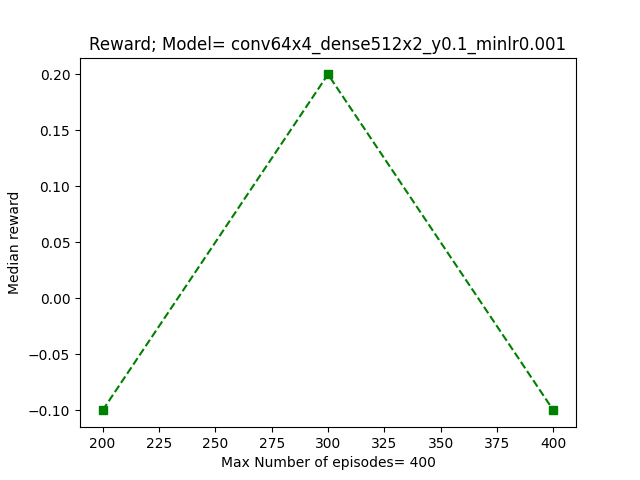 Reward; Model= conv64x4_dense512x2_y0.1_minlr0.001
0.20
0.15
0.10
0.05
0.00
−0.05
−0.10
Median reward
200 225 250 275 300 325 350 375 400
Max Number of episodes= 400